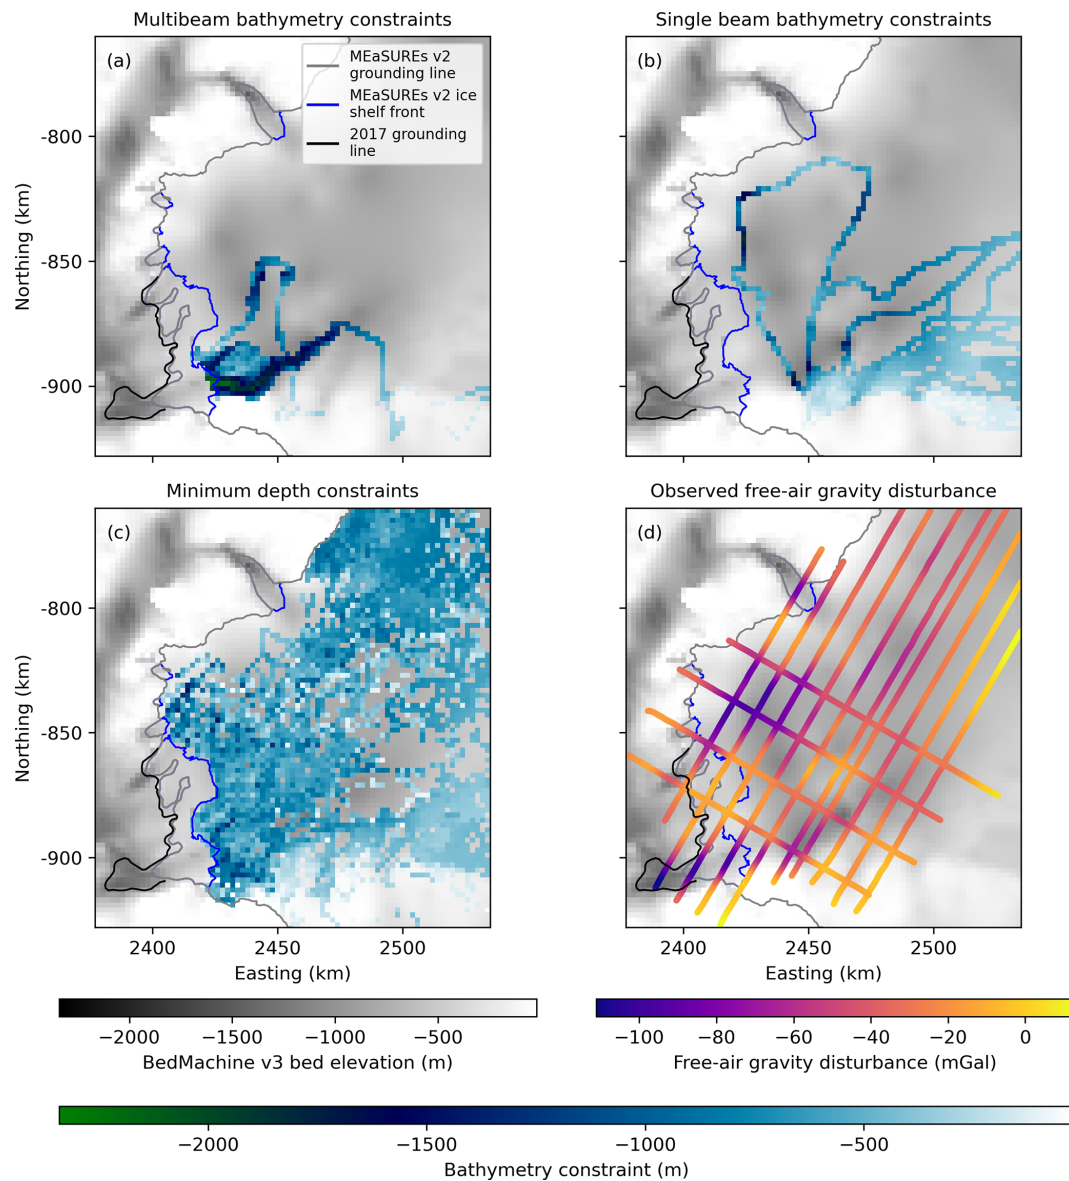 Multibeam bathymetry constraints
Single beam bathymetry constraints
(a)
MEaSUREs v2
grounding line
MEaSUREs v2 ice
shelf front
2017 grounding
line
(b)
Northing (km)
-800
-850
-900
Minimum depth constraints
Observed free-air gravity disturbance
(c)
(d)
Northing (km)
-800
-850
-900
2400 2450 2500
2400 2450 2500
Easting (km)
Easting (km)
−2000 −1500 −1000 −500
BedMachine v3 bed elevation (m)
−100 −80 −60 −40 −20 0
Free-air gravity disturbance (mGal)
−2000 −1500 −1000 −500
Bathymetry constraint (m)